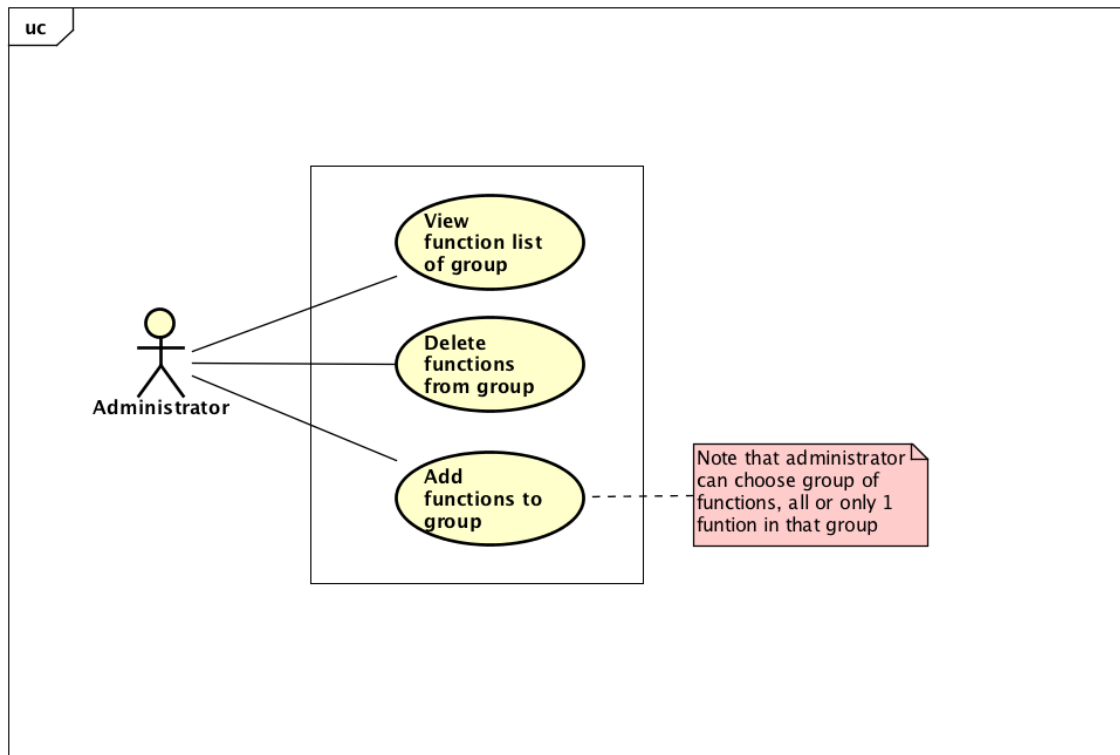 uc
View
function list
of group
Delete
functions
from group
Administrator
Add
functions to
group
Note that administrator
can choose group of
functions, all or only 1
funtion in that group